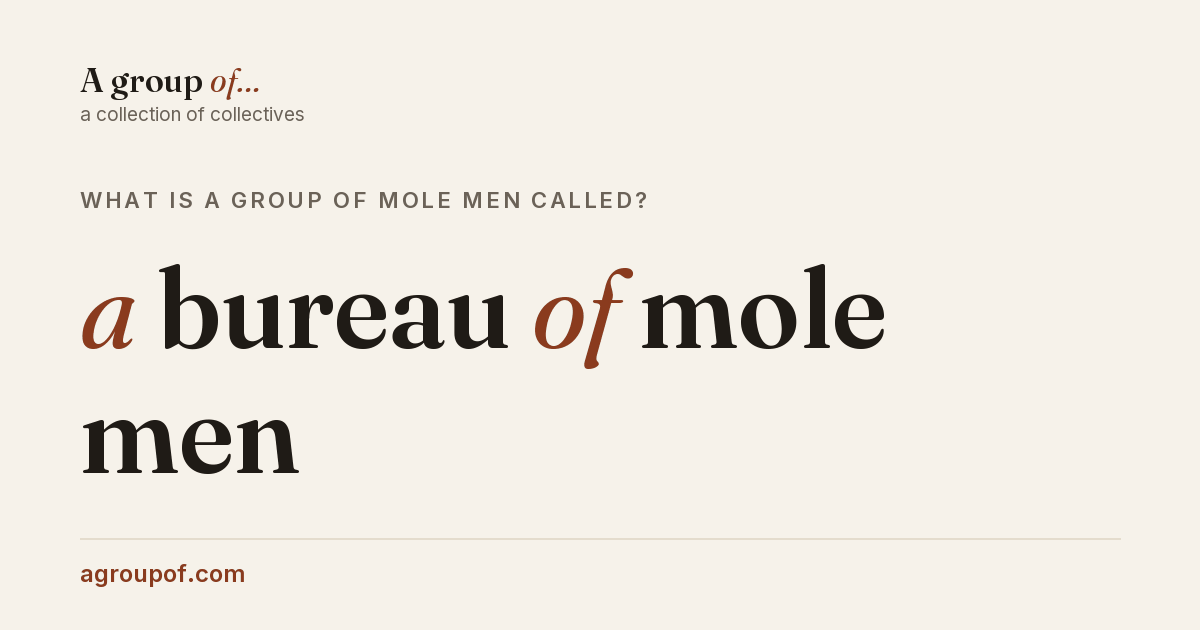 A group of...
a collection of collectives
WHAT IS A GROUP OF MOLE MEN CALLED?
a bureau of mole
men
agroupof.com